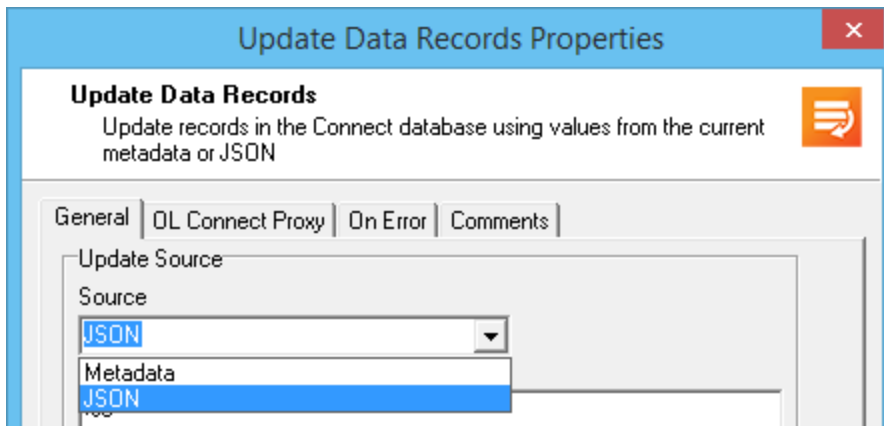 Update Data Records Properties
Update Data Records
Update records in the Connect database using values from the current
metadata or JSON
General
OL Connect Proxy
On Error
Comments
Update Source
Source
JSON
Metadata
JSON